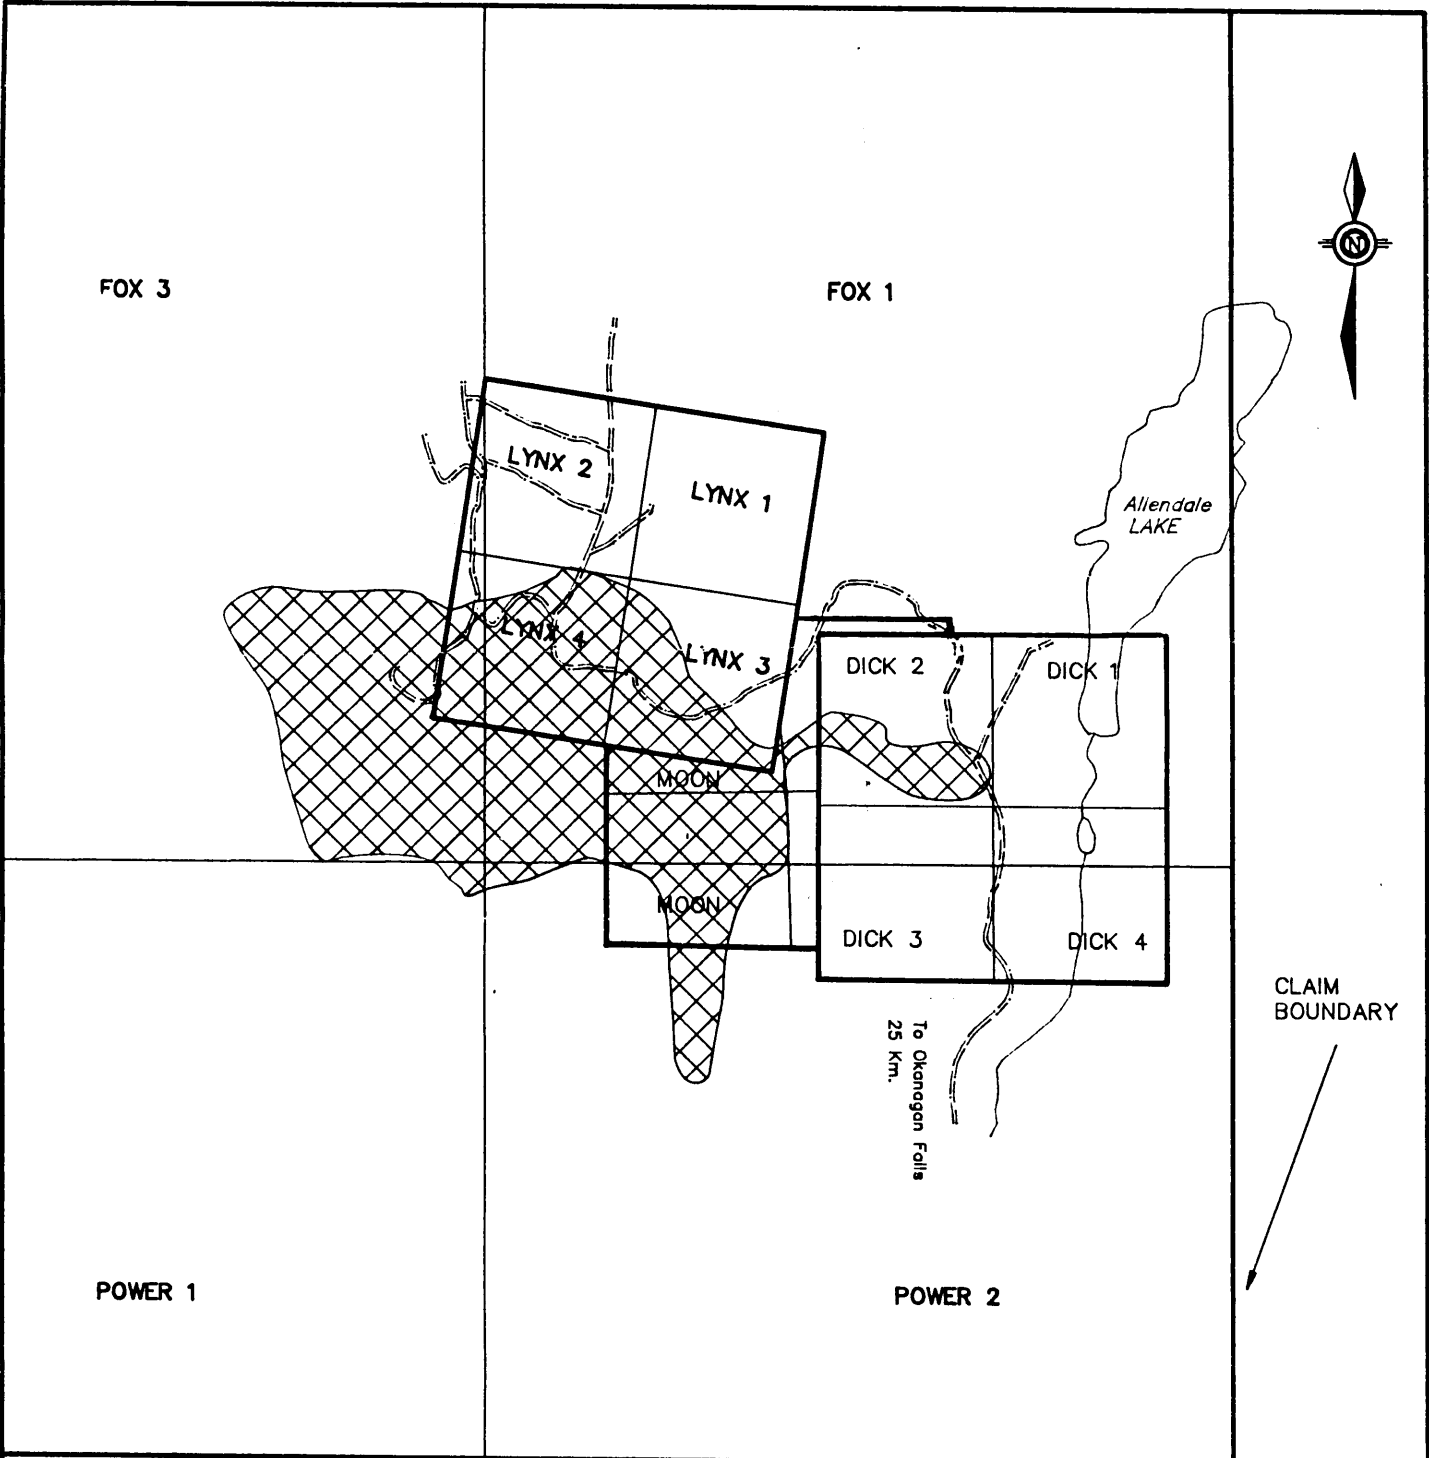 FOX 3
FOX 1
N
LYNX 2
LYNX 1
Allendale
LAKE
LYNX 4
LYNX 3
DICK 2
DICK 1
MOON
MOON
DICK 3
DICK 4
CLAIM
BOUNDARY
To Okanagan Falls
25 Km.
POWER 1
POWER 2